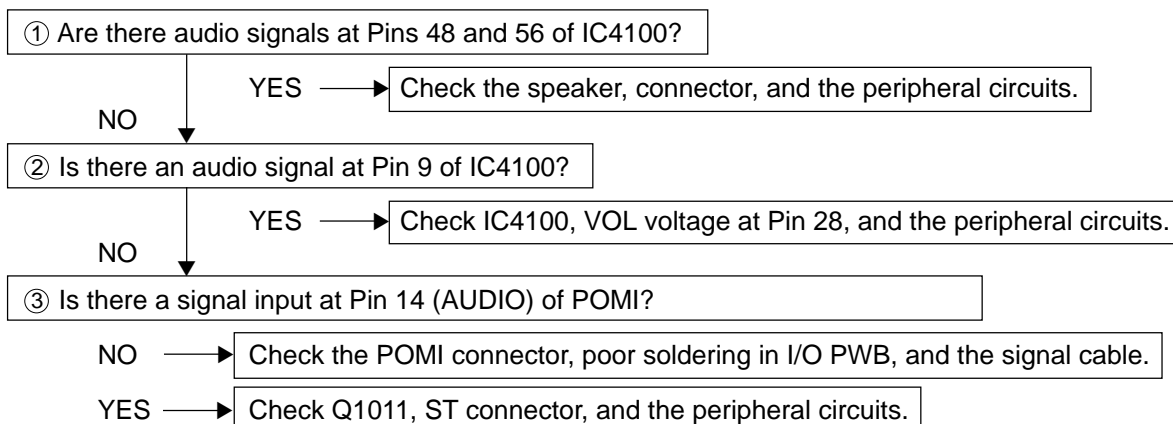 ① Are there audio signals at Pins 48 and 56 of IC4100?
YES Check the speaker, connector, and the peripheral circuits.
NO
② Is there an audio signal at Pin 9 of IC4100?
YES Check IC4100, VOL voltage at Pin 28, and the peripheral circuits.
NO
③ Is there a signal input at Pin 14 (AUDIO) of POMI?
NO Check the POMI connector, poor soldering in I/O PWB, and the signal cable.
YES Check Q1011, ST connector, and the peripheral circuits.